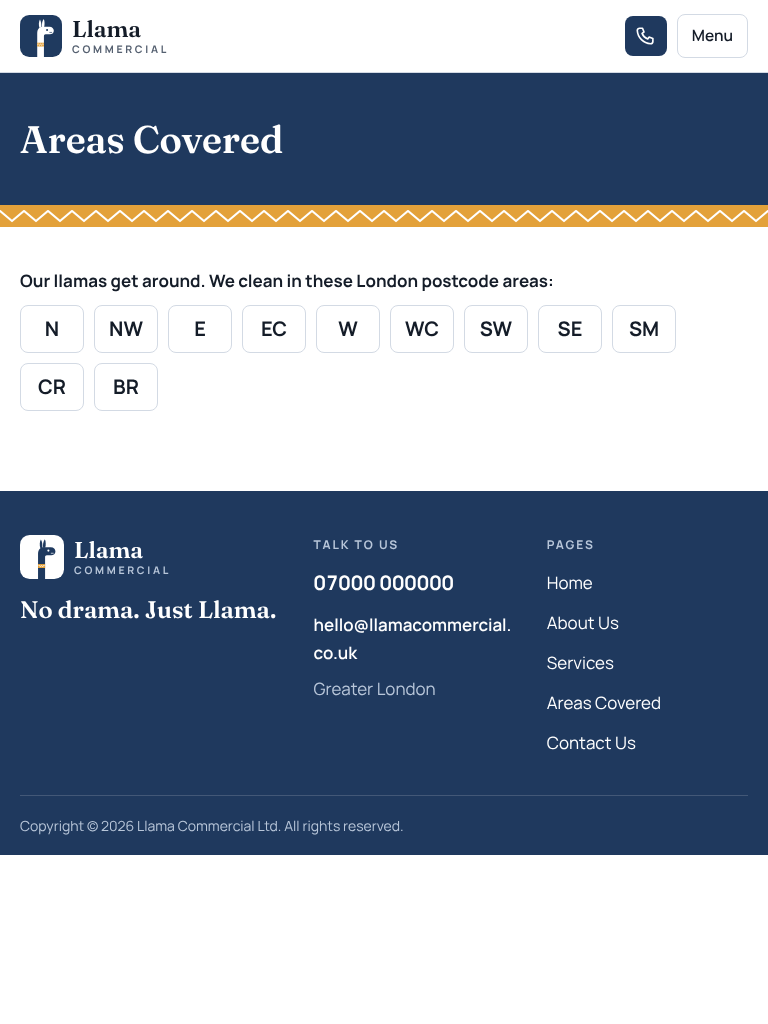 Llama
COMMERCIAL
Menu
Areas Covered
Our llamas get around. We clean in these London postcode areas:
N NW E EC W WC SW SE SM
CR BR
Llama
COMMERCIAL
No drama. Just Llama.
TALK TO US
07000 000000
hello@llamacommercial.
co.uk
Greater London
PAGES
Home
About Us
Services
Areas Covered
Contact Us
Copyright © 2026 Llama Commercial Ltd. All rights reserved.